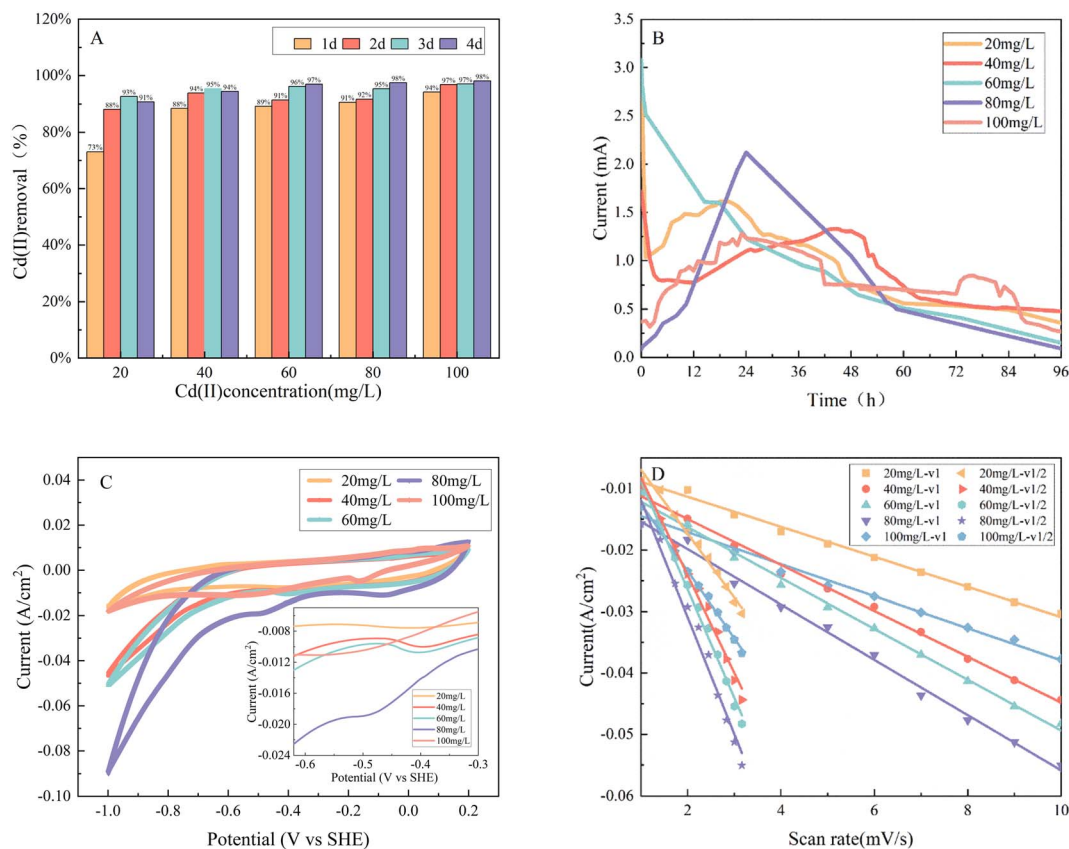 A
1d 2d 3d 4d
120%
100%
80%
60%
40%
20%
0%
Cd(II)removal (%)
73% 88% 93% 91%
88% 94% 95% 94%
89% 91% 96% 97%
91% 92% 95% 98%
94% 97% 97% 98%
20 40 60 80 100
Cd(II)concentration(mg/L)
B
20mg/L
40mg/L
60mg/L
80mg/L
100mg/L
3.5
3.0
2.5
2.0
1.5
1.0
0.5
0.0
Current (mA)
0 12 24 36 48 60 72 84 96
Time (h)
C
20mg/L 80mg/L
40mg/L 100mg/L
60mg/L
0.04
0.02
0.00
-0.02
-0.04
-0.06
-0.08
-0.10
Current (A/cm²)
-1.0 -0.8 -0.6 -0.4 -0.2 0.0 0.2
Potential (V vs SHE)
-0.008
-0.012
-0.016
-0.020
-0.024
Current (A/cm²)
20mg/L
40mg/L
60mg/L
80mg/L
100mg/L
-0.6 -0.5 -0.4 -0.3
Potential (V vs SHE)
D
20mg/L-v1 20mg/L-v1/2
40mg/L-v1 40mg/L-v1/2
60mg/L-v1 60mg/L-v1/2
80mg/L-v1 80mg/L-v1/2
100mg/L-v1 100mg/L-v1/2
-0.01
-0.02
-0.03
-0.04
-0.05
-0.06
Current(A/cm²)
2 4 6 8 10
Scan rate(mV/s)